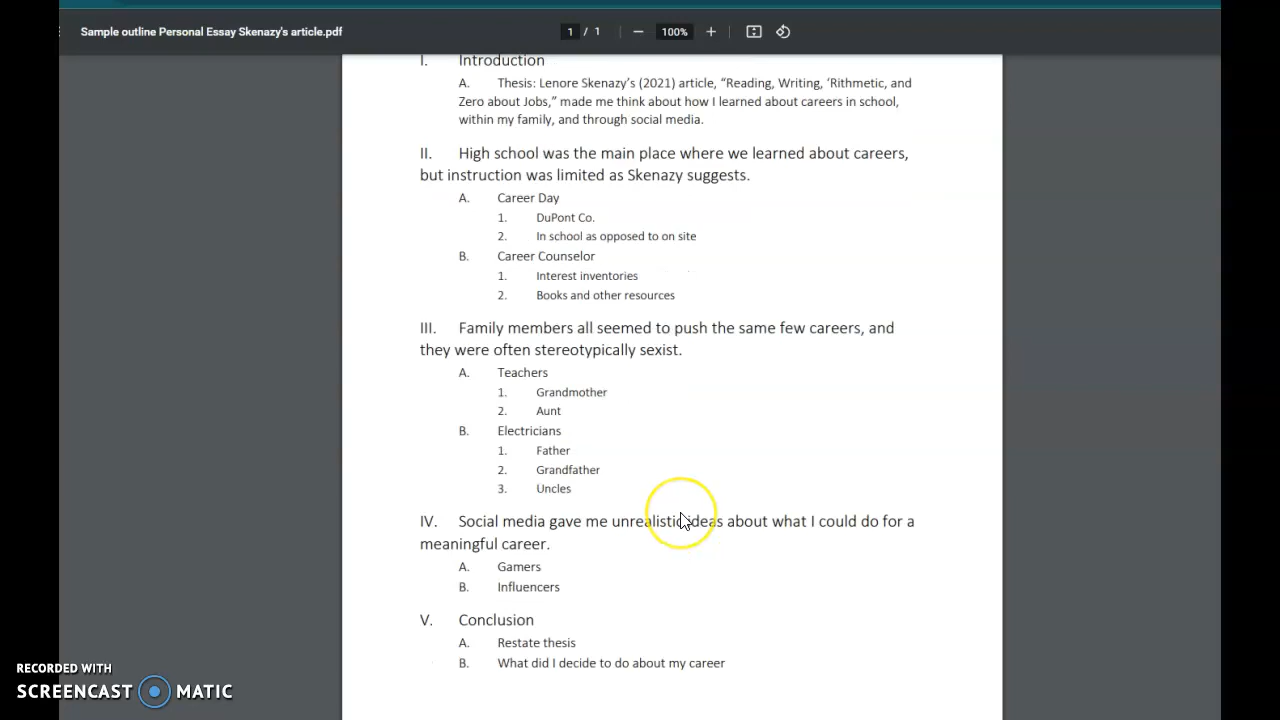 Sample outline Personal Essay Skenazy's article.pdf
1 / 1
100%
I. Introduction
A. Thesis: Lenore Skenazy’s (2021) article, “Reading, Writing, ‘Rithmetic, and
Zero about Jobs,” made me think about how I learned about careers in school,
within my family, and through social media.
II. High school was the main place where we learned about careers,
but instruction was limited as Skenazy suggests.
A. Career Day
1. DuPont Co.
2. In school as opposed to on site
B. Career Counselor
1. Interest inventories
2. Books and other resources
III. Family members all seemed to push the same few careers, and
they were often stereotypically sexist.
A. Teachers
1. Grandmother
2. Aunt
B. Electricians
1. Father
2. Grandfather
3. Uncles
IV. Social media gave me unrealistic ideas about what I could do for a
meaningful career.
A. Gamers
B. Influencers
V. Conclusion
A. Restate thesis
B. What did I decide to do about my career
RECORDED WITH
SCREENCAST MATIC